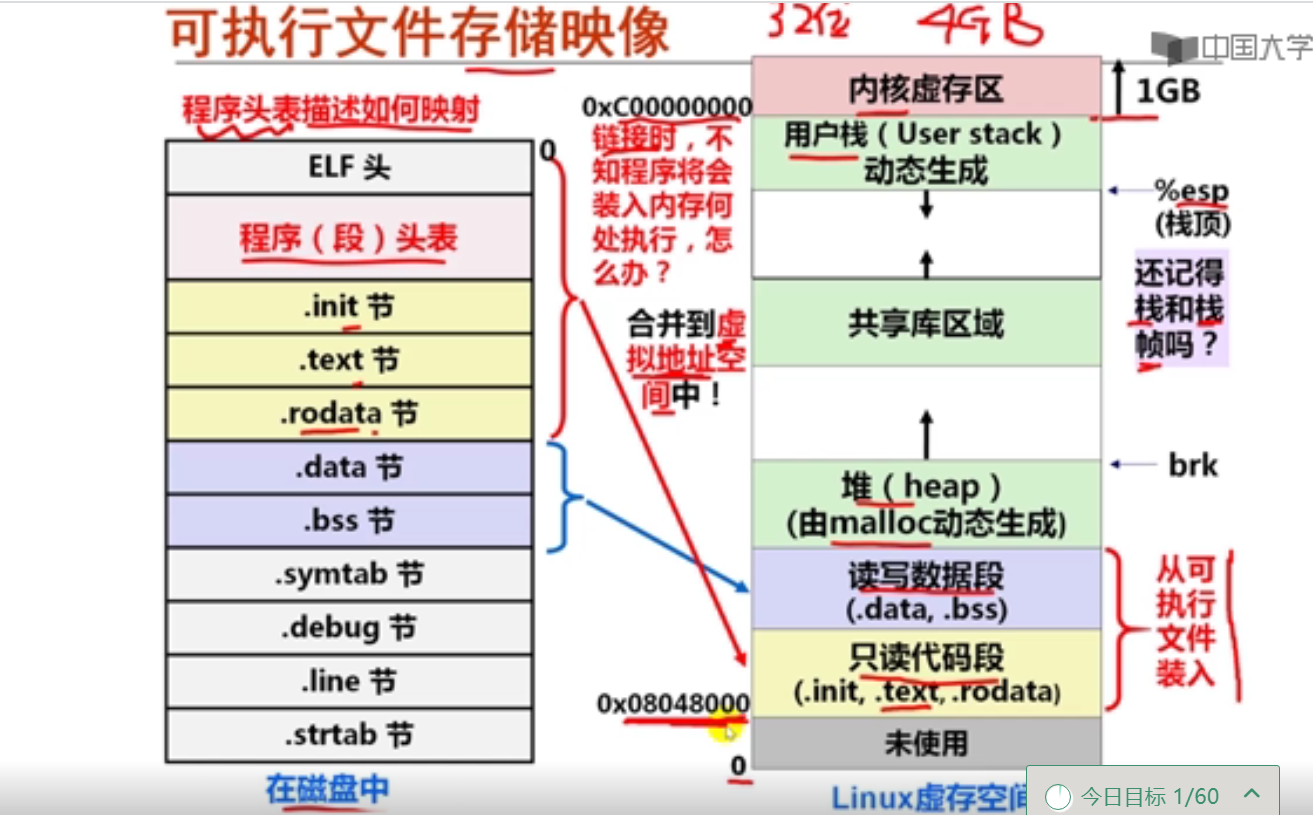 可执行文件存储映像
32位 4GB
中国大学
程序头表描述如何映射
ELF 头
程序（段）头表
.init 节
.text 节
.rodata 节
.data 节
.bss 节
.symtab 节
.debug 节
.line 节
.strtab 节
在磁盘中
0
0xC00000000
链接时，不
知程序将会
装入内存何
处执行，怎
么办？
合并到虚
拟地址空
间中！
0x08048000
0
内核虚存区
用户栈（User stack）
动态生成
共享库区域
堆（heap）
(由malloc动态生成)
读写数据段
(.data, .bss)
只读代码段
(.init, .text, .rodata)
未使用
Linux虚存空间
1GB
%esp
(栈顶)
还记得
栈和栈
帧吗？
brk
从可
执行
文件
装入
今日目标 1/60